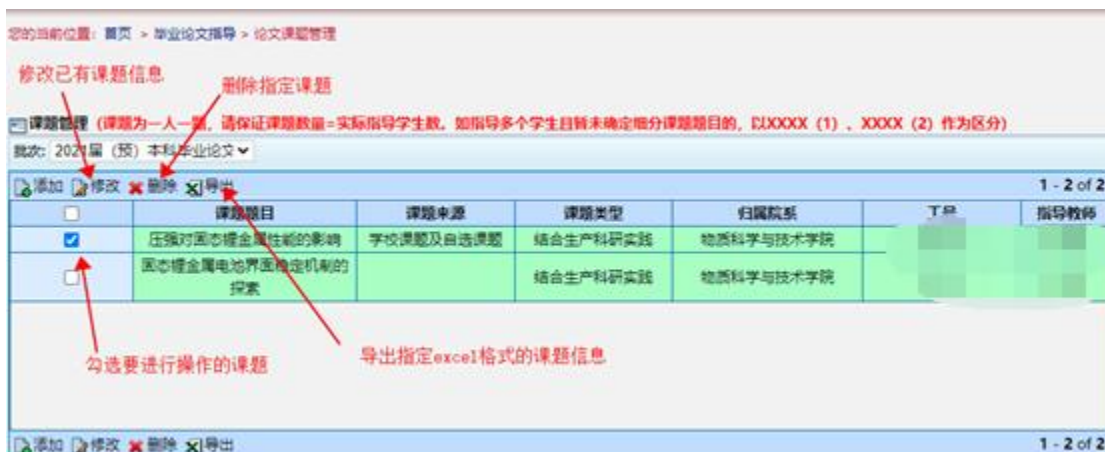 您的当前位置：首页 > 毕业论文指导 > 论文课题管理
修改已有课题信息
删除指定课题
课题管理（课题为一人一题，请保证课题数量=实际指导学生数。如指导多个学生且暂未确定细分课题题目的，以XXXX（1）、XXXX（2）作为区分）
批次: 2021届（预）本科毕业论文
添加 修改 删除 导出 1 - 2 of 2
课题题目 课题来源 课题类型 归属院系 工号 指导教师
压强对固态锂金属性能的影响 学校课题及自选课题 结合生产科研实践 物质科学与技术学院
固态锂金属电池界面稳定机制的
探索 结合生产科研实践 物质科学与技术学院
勾选要进行操作的课题
导出指定excel格式的课题信息
添加 修改 删除 导出 1 - 2 of 2